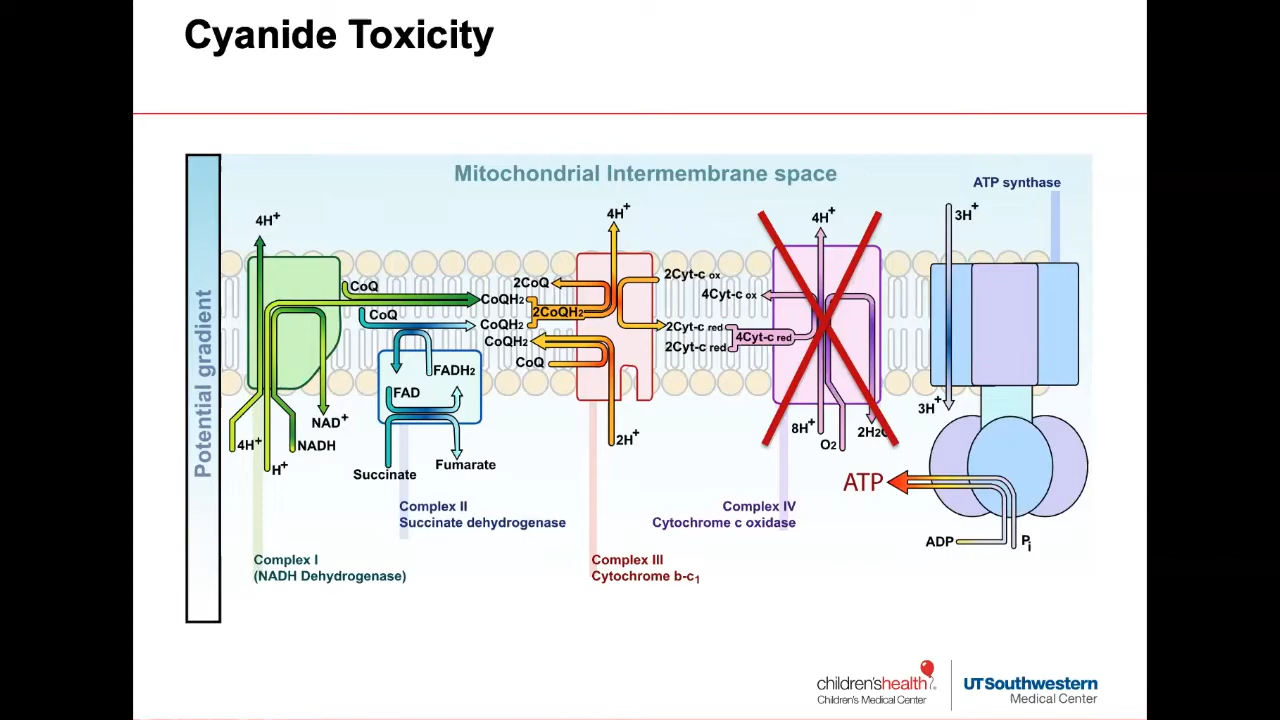 Cyanide Toxicity
Mitochondrial Intermembrane space
ATP synthase
Potential gradient
4H+
4H+
4H+
3H+
CoQ
CoQ
CoQH2
CoQH2
CoQH2
CoQ
2CoQ
2CoQH2
2Cyt-c ox
2Cyt-c red
2Cyt-c red
4Cyt-c ox
4Cyt-c red
FADH2
FAD
NAD+
NADH
4H+
H+
Succinate
Fumarate
2H+
8H+
O2
2H2O
3H+
ATP
ADP
Pi
Complex II
Succinate dehydrogenase
Complex IV
Cytochrome c oxidase
Complex I
(NADH Dehydrogenase)
Complex III
Cytochrome b-c1
children'shealth
Children's Medical Center
UTSouthwestern
Medical Center